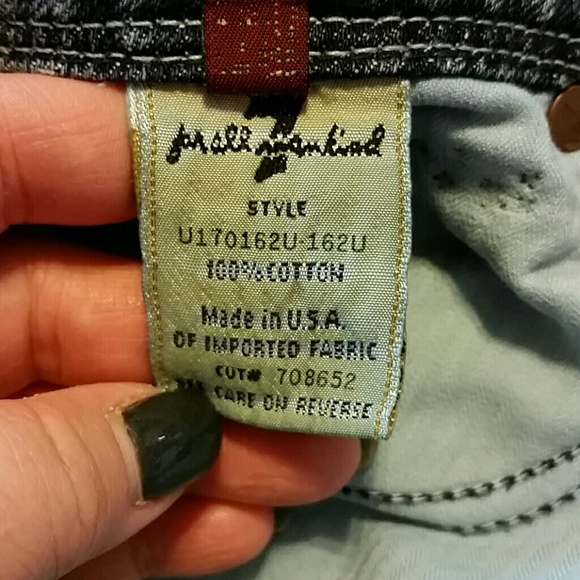 7
for all mankind
STYLE
U170162U-162U
100% COTTON
Made in U.S.A.
OF IMPORTED FABRIC
CUT# 708652
SEE CARE ON REVERSE